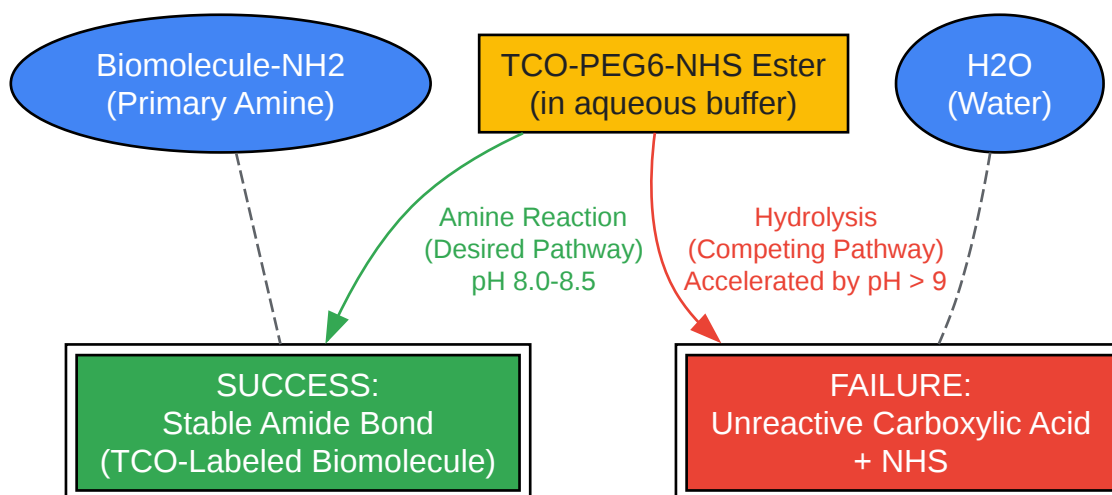 Biomolecule-NH2
(Primary Amine)
TCO-PEG6-NHS Ester
(in aqueous buffer)
H2O
(Water)
Amine Reaction
(Desired Pathway)
pH 8.0-8.5
Hydrolysis
(Competing Pathway)
Accelerated by pH > 9
SUCCESS:
Stable Amide Bond
(TCO-Labeled Biomolecule)
FAILURE:
Unreactive Carboxylic Acid
+ NHS